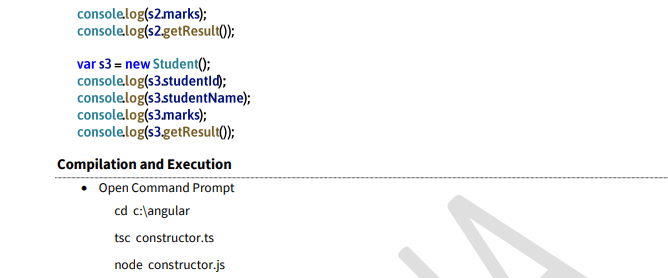 console.log(s2.marks);
console.log(s2.getResult());
var s3 = new Student();
console.log(s3.studentId);
console.log(s3.studentName);
console.log(s3.marks);
console.log(s3.getResult());
Compilation and Execution
• Open Command Prompt
cd c:\angular
tsc constructor.ts
node constructor.js